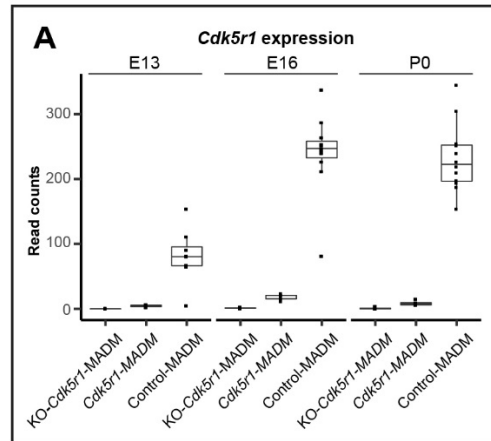 A
Cdk5r1 expression
E13 E16 P0
Read counts
300
200
100
0
KO-Cdk5r1-MADM
Cdk5r1-MADM
Control-MADM
KO-Cdk5r1-MADM
Cdk5r1-MADM
Control-MADM
KO-Cdk5r1-MADM
Cdk5r1-MADM
Control-MADM